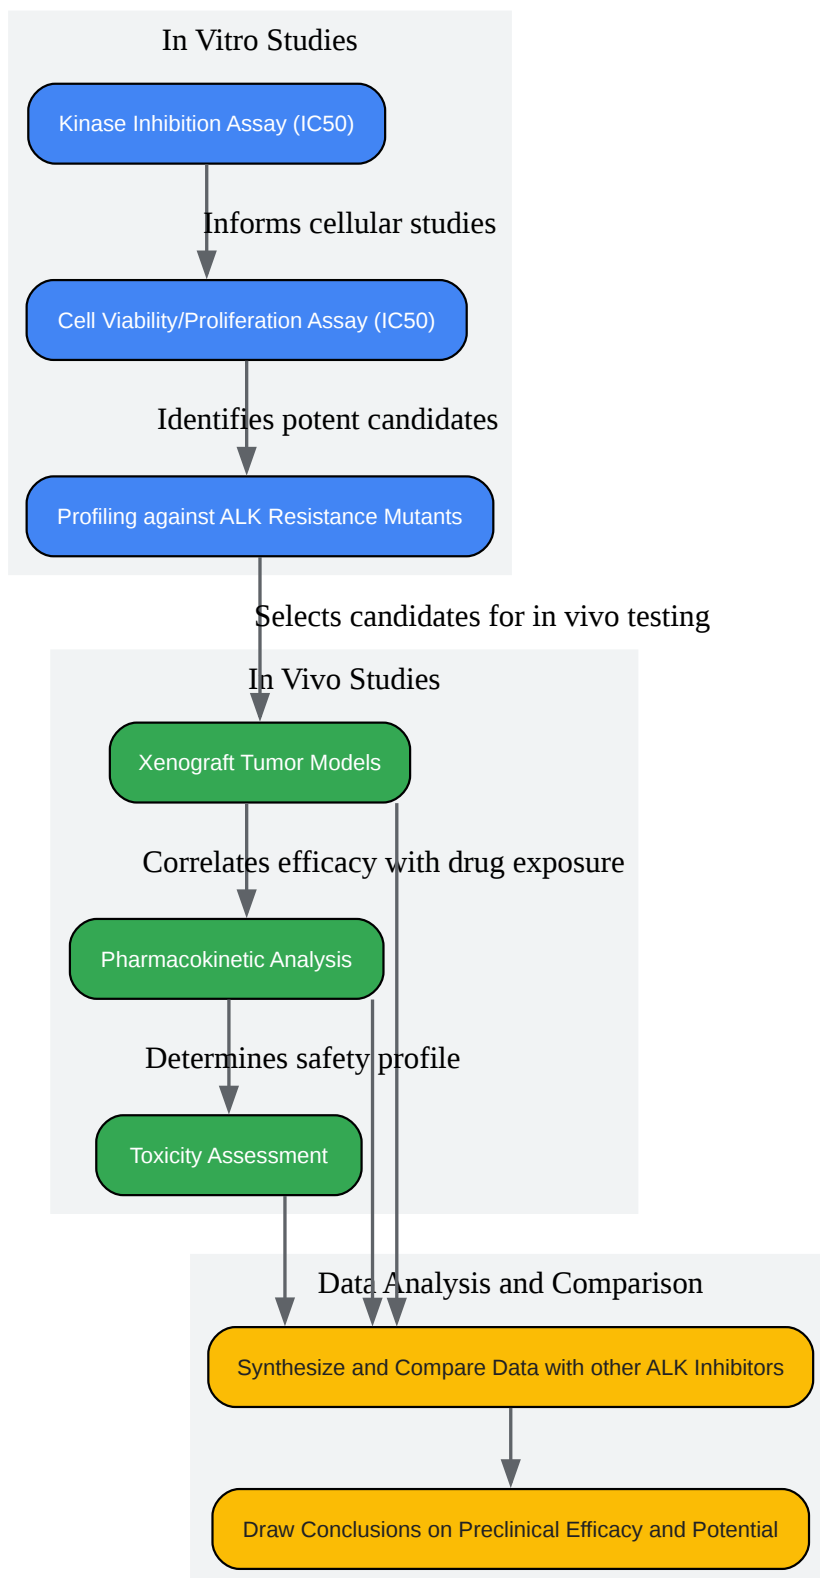 In Vitro Studies
Kinase Inhibition Assay (IC50)
Informs cellular studies
Cell Viability/Proliferation Assay (IC50)
Identifies potent candidates
Profiling against ALK Resistance Mutants
Selects candidates for in vivo testing
In Vivo Studies
Xenograft Tumor Models
Correlates efficacy with drug exposure
Pharmacokinetic Analysis
Determines safety profile
Toxicity Assessment
Data Analysis and Comparison
Synthesize and Compare Data with other ALK Inhibitors
Draw Conclusions on Preclinical Efficacy and Potential